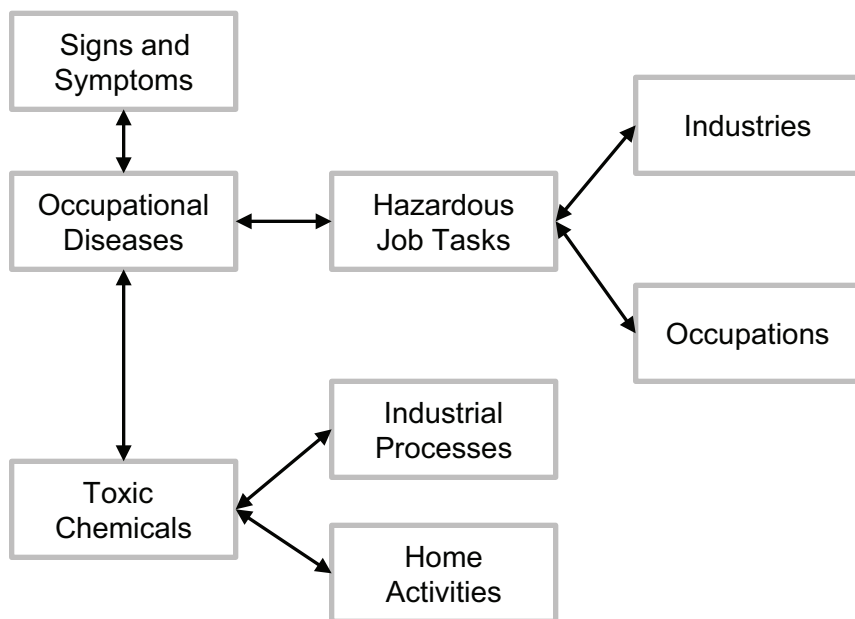 Signs and
Symptoms
Industries
Occupational
Diseases
Hazardous
Job Tasks
Occupations
Industrial
Processes
Toxic
Chemicals
Home
Activities